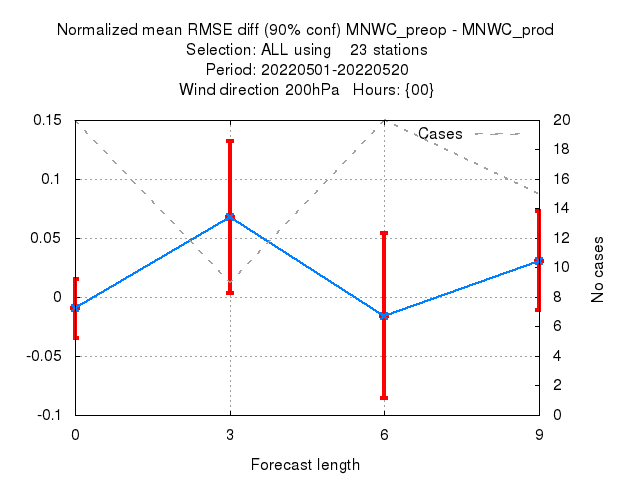 Normalized mean RMSE diff (90% conf) MNWC_preop - MNWC_prod
Selection: ALL using    23 stations
Period: 20220501-20220520
Wind direction 200hPa   Hours: {00}
Cases
0.15
0.1
0.05
0
-0.05
-0.1
20
18
16
14
12
10
8
6
4
2
0
No cases
0 3 6 9
Forecast length